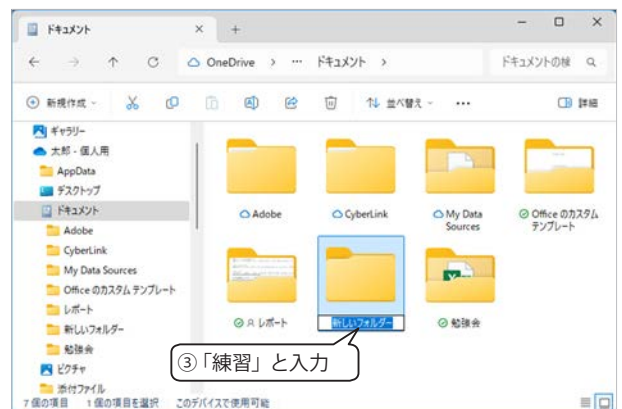 ドキュメント
OneDrive > … ドキュメント >
ドキュメントの検
新規作成
並べ替え
詳細
ギャラリー
太郎 - 個人用
AppData
デスクトップ
ドキュメント
Adobe
CyberLink
My Data Sources
Office のカスタム テンプレート
レポート
新しいフォルダー
勉強会
ピクチャ
添付ファイル
Adobe
CyberLink
My Data
Sources
Office のカスタム
テンプレート
レポート
新しいフォルダー
勉強会
③「練習」と入力
7 個の項目 1 個の項目を選択 このデバイスで使用可能